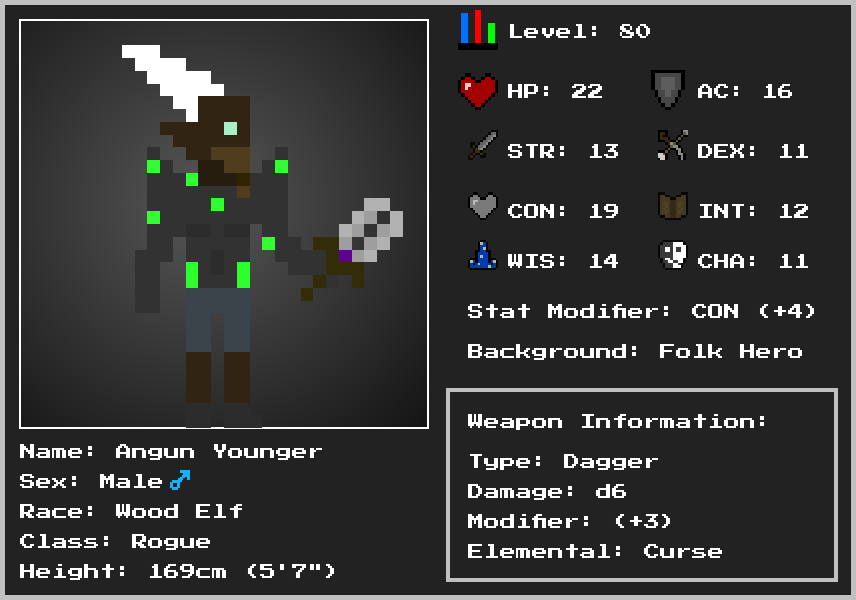 Level: 80
HP: 22 AC: 16
STR: 13 DEX: 11
CON: 19 INT: 12
WIS: 14 CHA: 11
Stat Modifier: CON (+4)
Background: Folk Hero
Weapon Information:
Type: Dagger
Damage: d6
Modifier: (+3)
Elemental: Curse
Name: Angun Younger
Sex: Male♂
Race: Wood Elf
Class: Rogue
Height: 169cm (5'7")